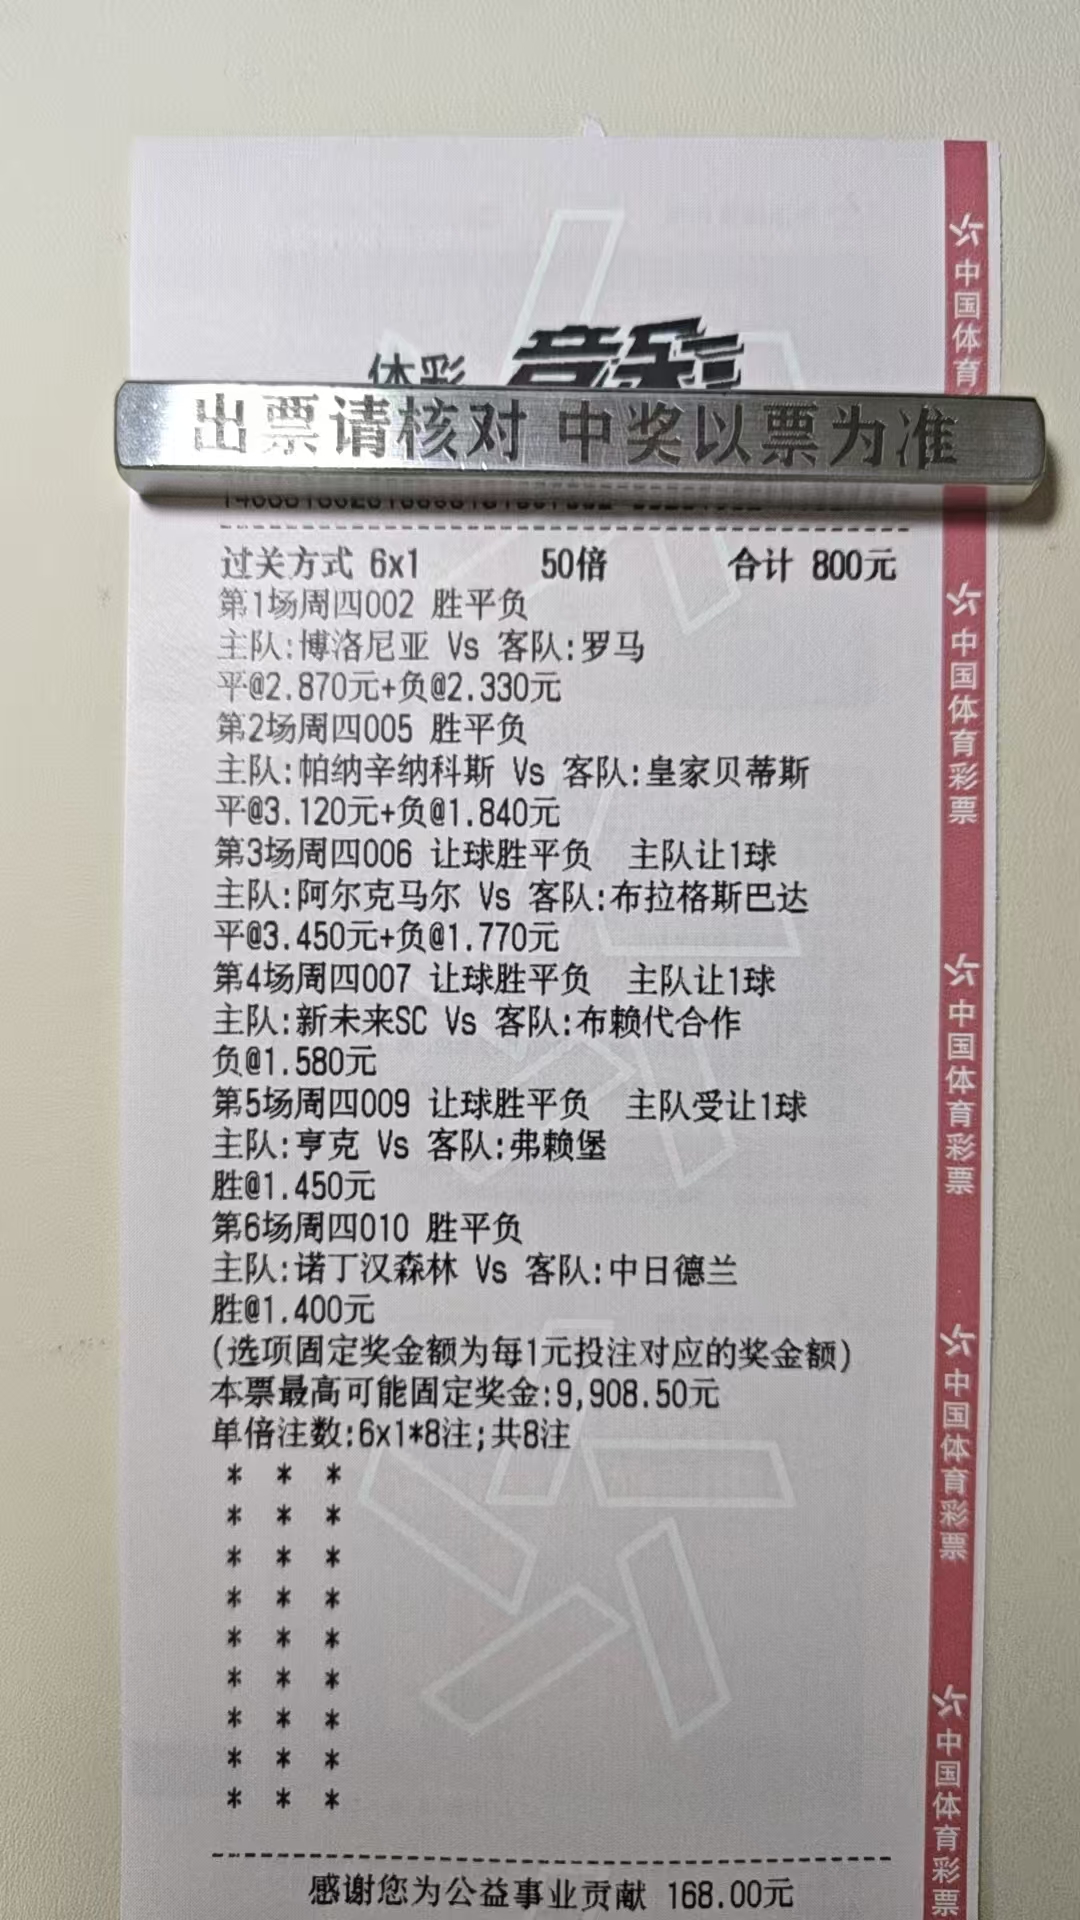 体彩 竞彩
出票请核对 中奖以票为准
过关方式 6x1 50倍 合计 800元
第1场周四002 胜平负
主队:博洛尼亚 Vs 客队:罗马
平@2.870元+负@2.330元
第2场周四005 胜平负
主队:帕纳辛纳科斯 Vs 客队:皇家贝蒂斯
平@3.120元+负@1.840元
第3场周四006 让球胜平负 主队让1球
主队:阿尔克马尔 Vs 客队:布拉格斯巴达
平@3.450元+负@1.770元
第4场周四007 让球胜平负 主队让1球
主队:新未来SC Vs 客队:布赖代合作
负@1.580元
第5场周四009 让球胜平负 主队受让1球
主队:亨克 Vs 客队:弗赖堡
胜@1.450元
第6场周四010 胜平负
主队:诺丁汉森林 Vs 客队:中日德兰
胜@1.400元
(选项固定奖金额为每1元投注对应的奖金额)
本票最高可能固定奖金:9,908.50元
单倍注数:6x1*8注;共8注
* * *
* * *
* * *
* * *
* * *
* * *
* * *
* * *
* * *
感谢您为公益事业贡献 168.00元
中国体育
中国体育彩票
中国体育彩票
中国体育彩票
中国体育彩票